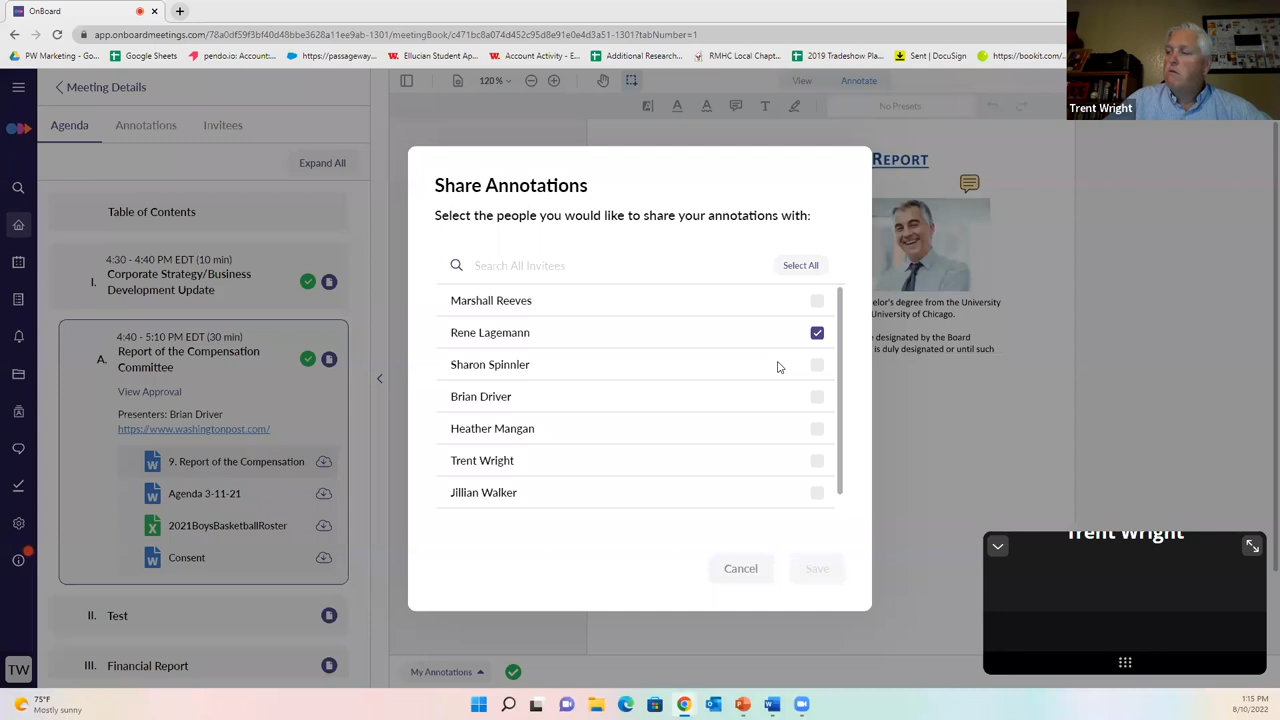 OnBoard
app.onboardmeetings.com/78a0df59f3bf40d48bbe3628a11ee9ab1/meetingBook/c471bc8a074d45c95d8f1e0e4d3a51-1301?tabNumber=1
PW Marketing - Go...
Google Sheets
pendo.io: Account:...
https://passageway...
Ellucian Staging Ap...
Account Activity - E...
Additional Research...
RMHC Local Chapt...
2019 Tradeshow Pla...
Sent | DocuSign
https://bookit.com/...
Trent Wright
Meeting Details
120 %
View
Annotate
Agenda
Annotations
Invitees
No Presets
Expand All
REPORT
Table of Contents
4:30 - 4:40 PM EDT (10 min)
I.
Corporate Strategy/Business
Development Update
4:40 - 5:10 PM EDT (30 min)
A.
Report of the Compensation
Committee
View Approval
Presenters: Brian Driver
https://www.washingtonpost.com/
9. Report of the Compensation
Agenda 3-11-21
2021BoysBasketballRoster
Consent
II.
Test
III.
Financial Report
TW
Share Annotations
Select the people you would like to share your annotations with:
Search All Invitees
Select All
Marshall Reeves
Rene Lagemann
Sharon Spinnler
Brian Driver
Heather Mangan
Trent Wright
Jillian Walker
Cancel
Save
elor's degree from the University
University of Chicago.
e designated by the Board
is duly designated or until such
Trent Wright
My Annotations
75°F
Mostly sunny
1:15 PM
8/10/2022